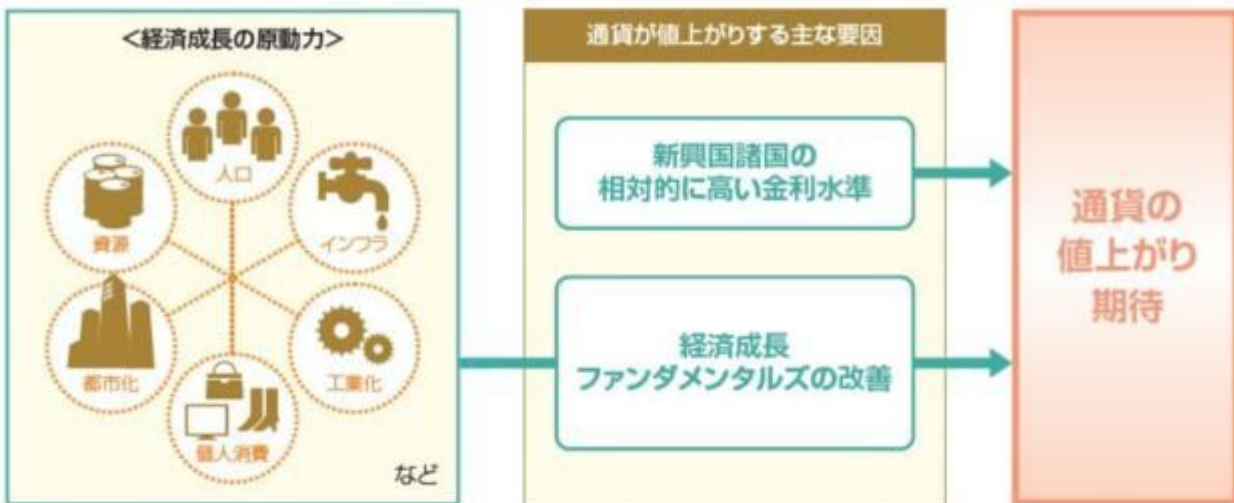 <経済成長の原動力>
人口
資源
インフラ
都市化
工業化
個人消費
など
通貨が値上がりする主な要因
新興国諸国の
相対的に高い金利水準
経済成長
ファンダメンタルズの改善
通貨の
値上がり
期待